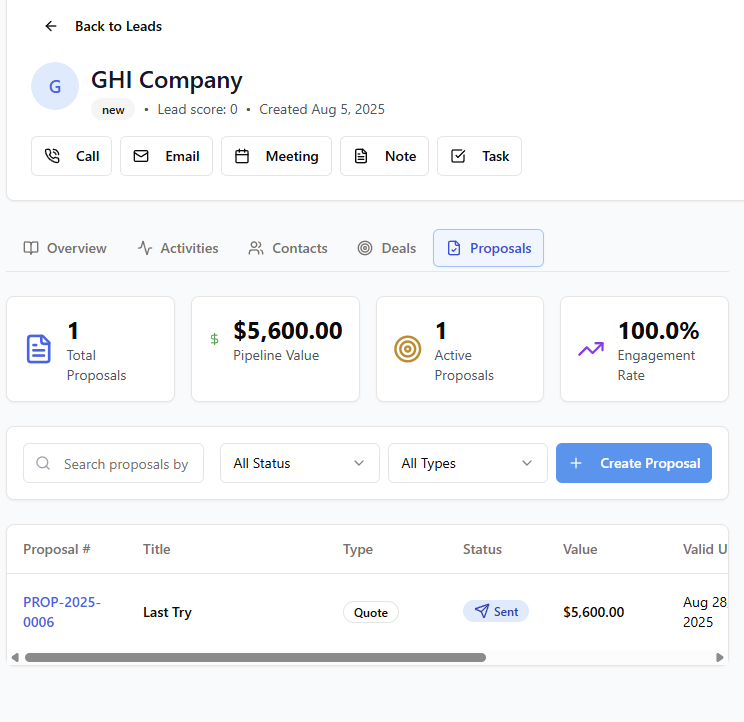 Back to Leads
G
GHI Company
new • Lead score: 0 • Created Aug 5, 2025
Call Email Meeting Note Task
Overview Activities Contacts Deals Proposals
1
Total
Proposals
$
$5,600.00
Pipeline Value
1
Active
Proposals
100.0%
Engagement
Rate
Search proposals by All Status All Types + Create Proposal
Proposal # Title Type Status Value Valid U
PROP-2025-
0006
Last Try
Quote
Sent
$5,600.00
Aug 28
2025